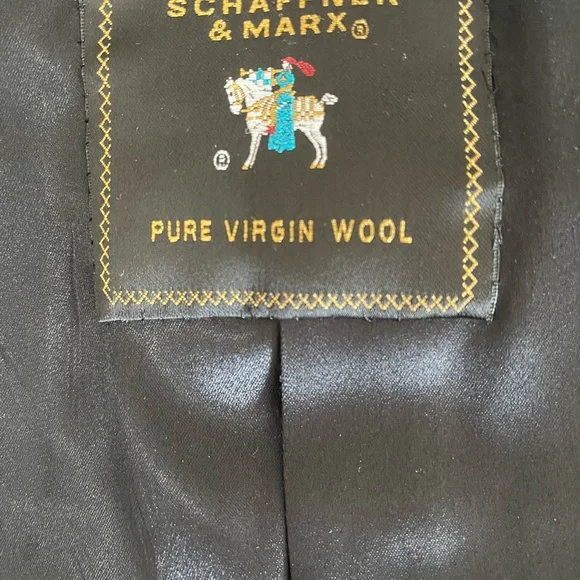 SCHAFFNER
& MARX®
®
PURE VIRGIN WOOL